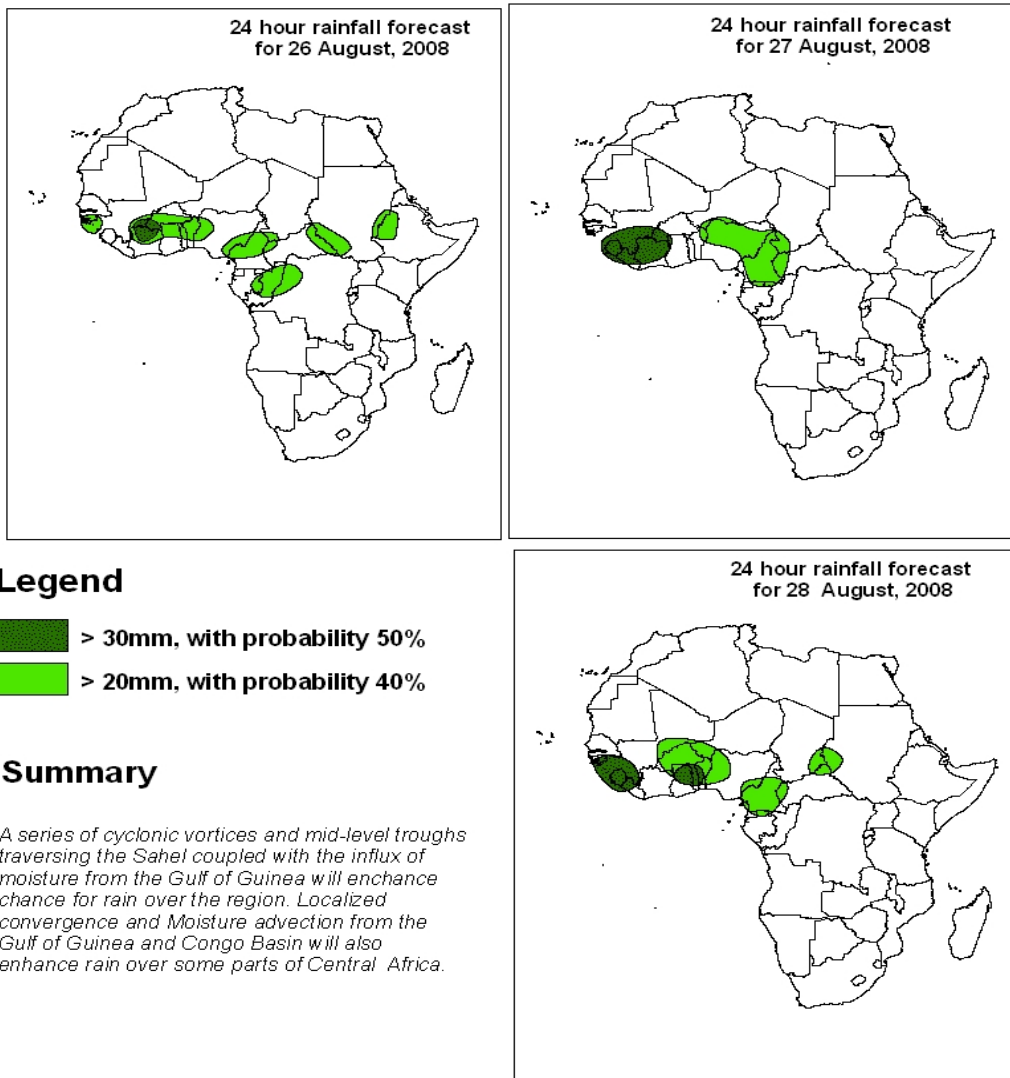 24 hour rainfall forecast
for 26 August, 2008
24 hour rainfall forecast
for 27 August, 2008
Legend
> 30mm, with probability 50%
> 20mm, with probability 40%
Summary
A series of cyclonic vortices and mid-level troughs
traversing the Sahel coupled with the influx of
moisture from the Gulf of Guinea will enchance
chance for rain over the region. Localized
convergence and Moisture advection from the
Gulf of Guinea and Congo Basin will also
enhance rain over some parts of Central Africa.
24 hour rainfall forecast
for 28 August, 2008